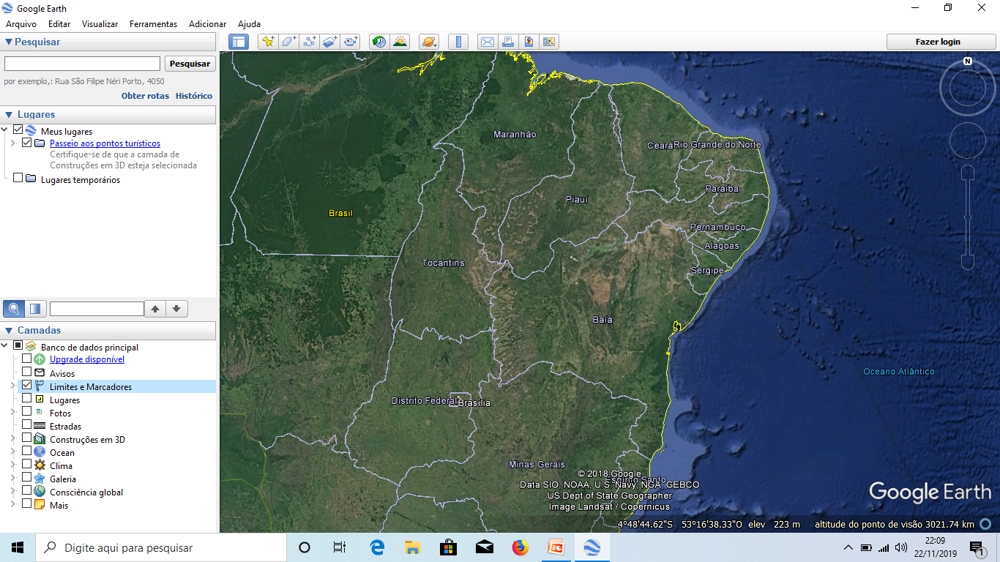 Google Earth
Arquivo Editar Visualizar Ferramentas Adicionar Ajuda
Pesquisar
Fazer login
Pesquisar
por exemplo,: Rua São Filipe Néri Porto, 4050
Obter rotas Histórico
Lugares
Meus lugares
Passeio aos pontos turísticos
Certifique-se de que a camada de
Construções em 3D esteja selecionada
Lugares temporários
Camadas
Banco de dados principal
Upgrade disponível
Avisos
Limites e Marcadores
Lugares
Fotos
Estradas
Construções em 3D
Ocean
Clima
Galeria
Consciência global
Mais
N
Maranhão
Ceará Rio Grande do Norte
Paraíba
Piauí
Brasil
Pernambuco
Alagoas
Tocantins
Sergipe
Baía
Oceano Atlântico
Distrito Federal Brasília
Minas Gerais
Espírito Santo
© 2018 Google
Data SIO, NOAA, U.S. Navy, NGA, GEBCO
US Dept of State Geographer
Image Landsat / Copernicus
Google Earth
4°48'44.62"S 53°16'38.33"O elev 223 m altitude do ponto de visão 3021.74 km
Digite aqui para pesquisar
22:09
22/11/2019
1